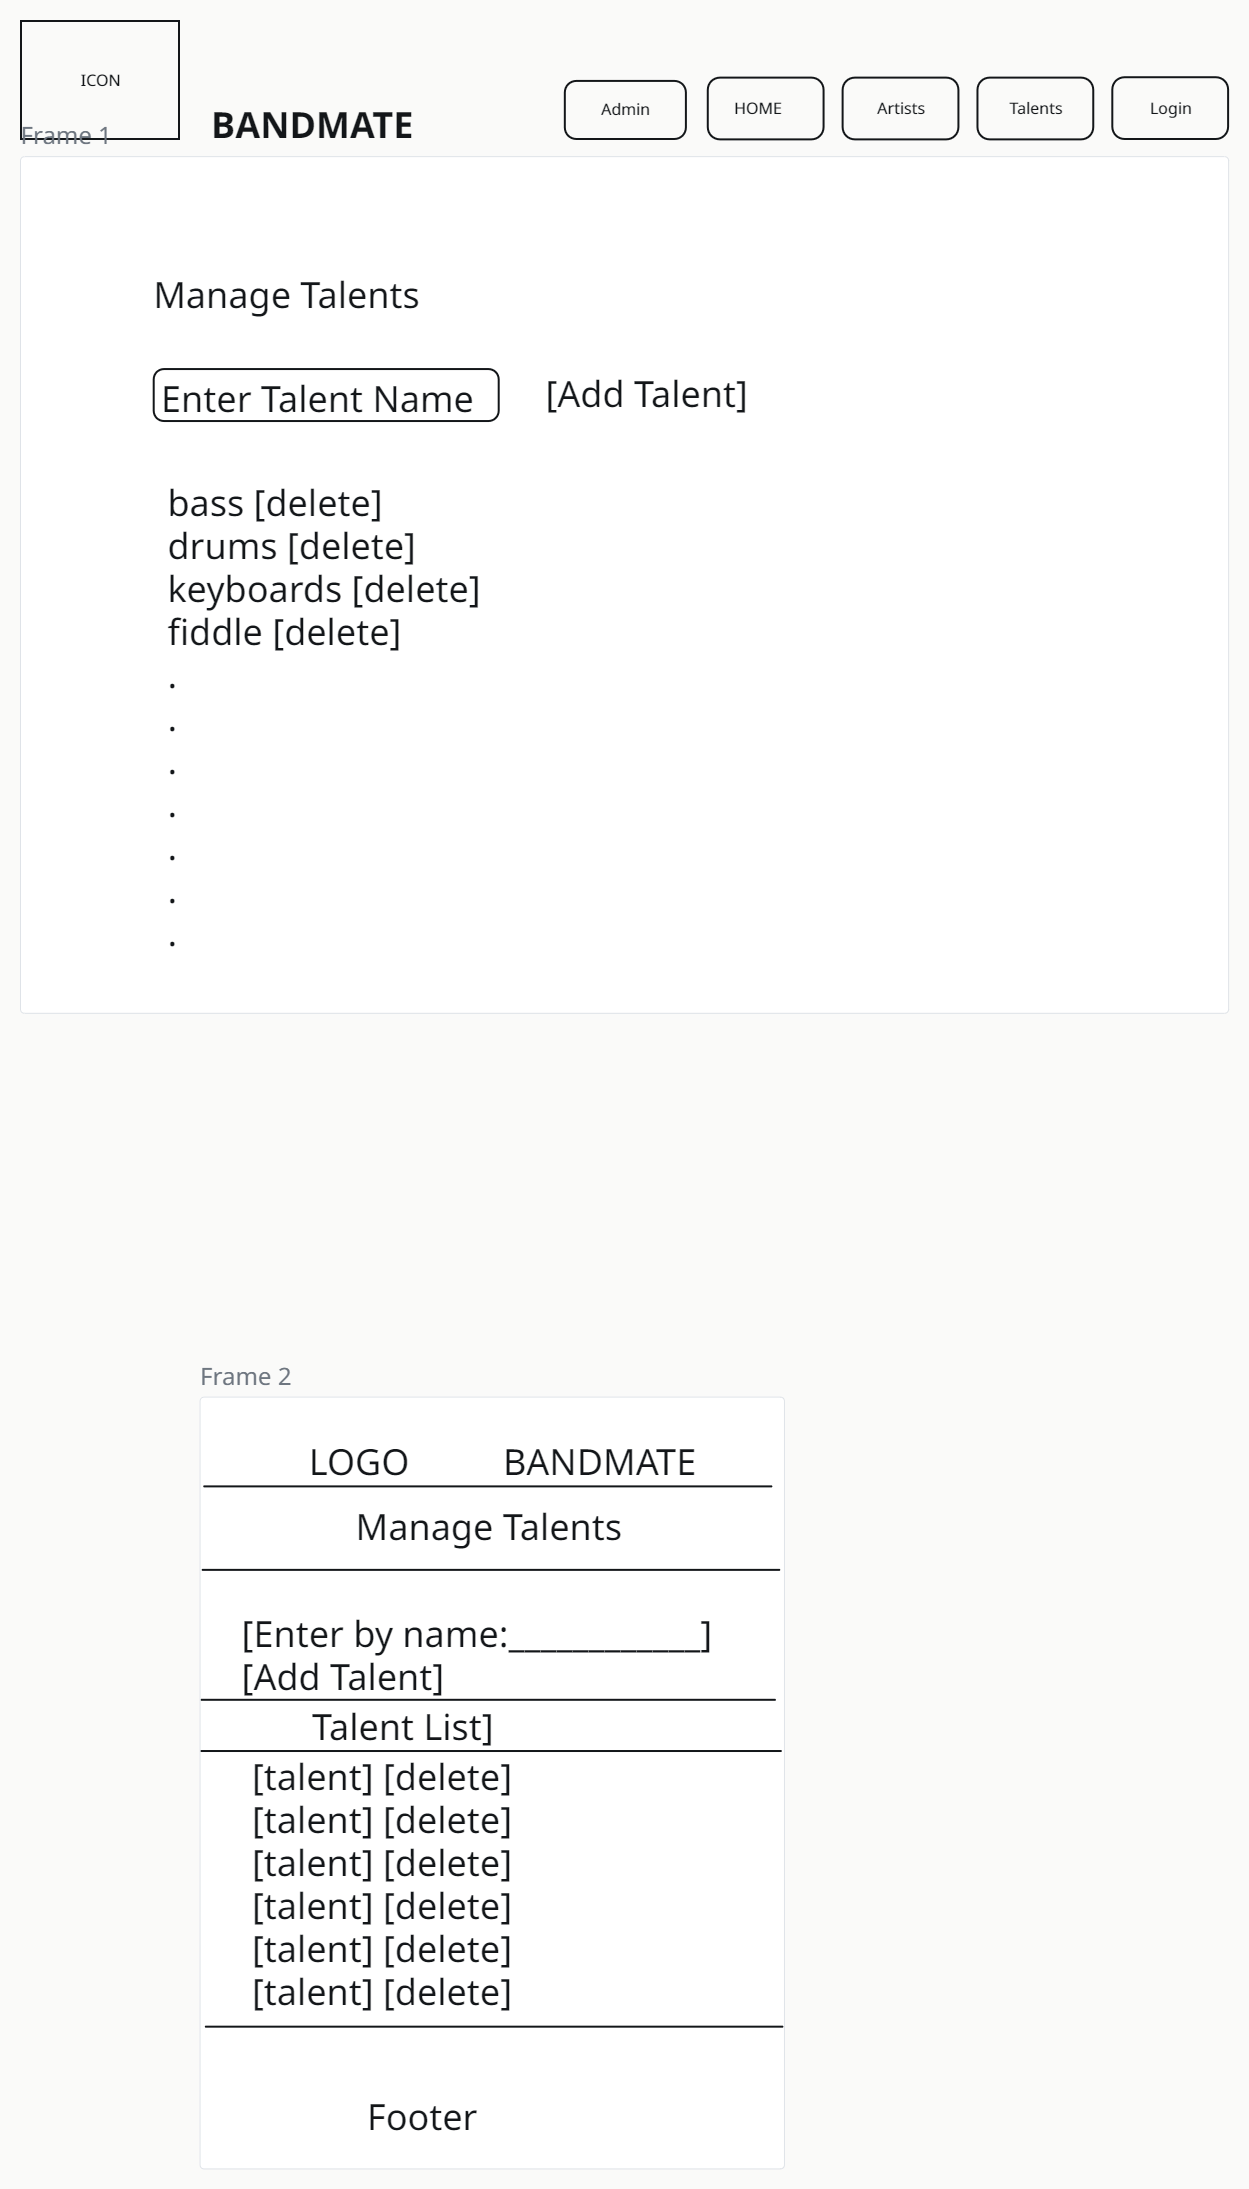 ICON
Frame 1
BANDMATE
Admin
HOME
Artists
Talents
Login
Manage Talents
Enter Talent Name
[Add Talent]
bass [delete]
drums [delete]
keyboards [delete]
fiddle [delete]
.
.
.
.
.
.
.
Frame 2
LOGO BANDMATE
Manage Talents
[Enter by name:____________]
[Add Talent]
Talent List]
[talent] [delete]
[talent] [delete]
[talent] [delete]
[talent] [delete]
[talent] [delete]
[talent] [delete]
Footer